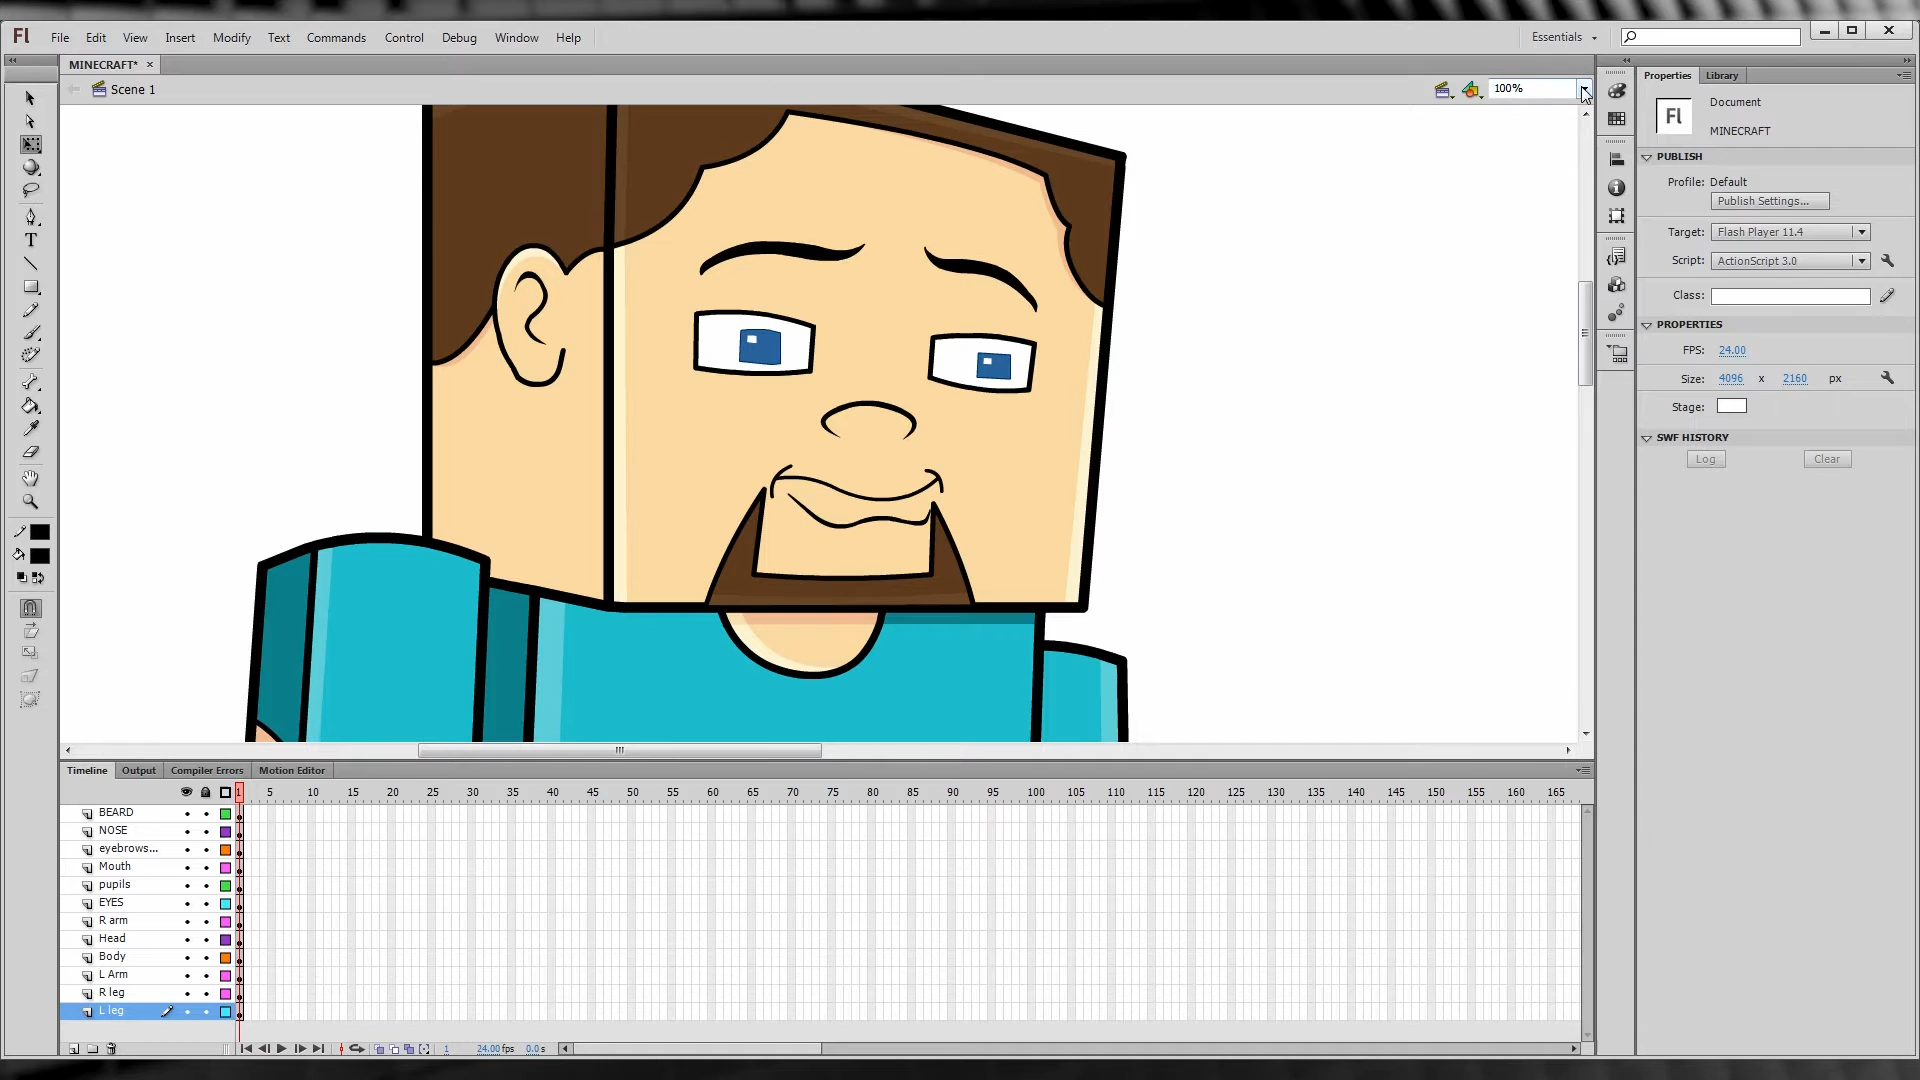 Fl File Edit View Insert Modify Text Commands Control Debug Window Help Essentials
MINECRAFT*
Scene 1
100%
Properties Library
Fl
Document
MINECRAFT
PUBLISH
Profile: Default
Publish Settings...
Target: Flash Player 11.4
Script: ActionScript 3.0
Class:
PROPERTIES
FPS: 24.00
Size: 4096 x 2160 px
Stage:
SWF HISTORY
Log Clear
Timeline Output Compiler Errors Motion Editor
1 5 10 15 20 25 30 35 40 45 50 55 60 65 70 75 80 85 90 95 100 105 110 115 120 125 130 135 140 145 150 155 160 165
BEARD
NOSE
eyebrows...
Mouth
pupils
EYES
R arm
Head
Body
L Arm
R leg
L leg
1 24.00 fps 0.0 s